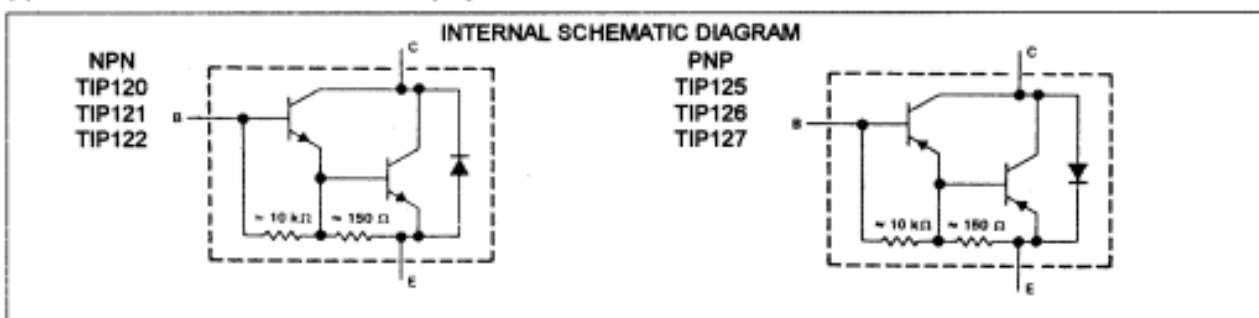 INTERNAL SCHEMATIC DIAGRAM
NPN
TIP120
TIP121
TIP122
C
B
≈ 10 kΩ
≈ 150 Ω
E
PNP
TIP125
TIP126
TIP127
C
B
≈ 10 kΩ
≈ 150 Ω
E